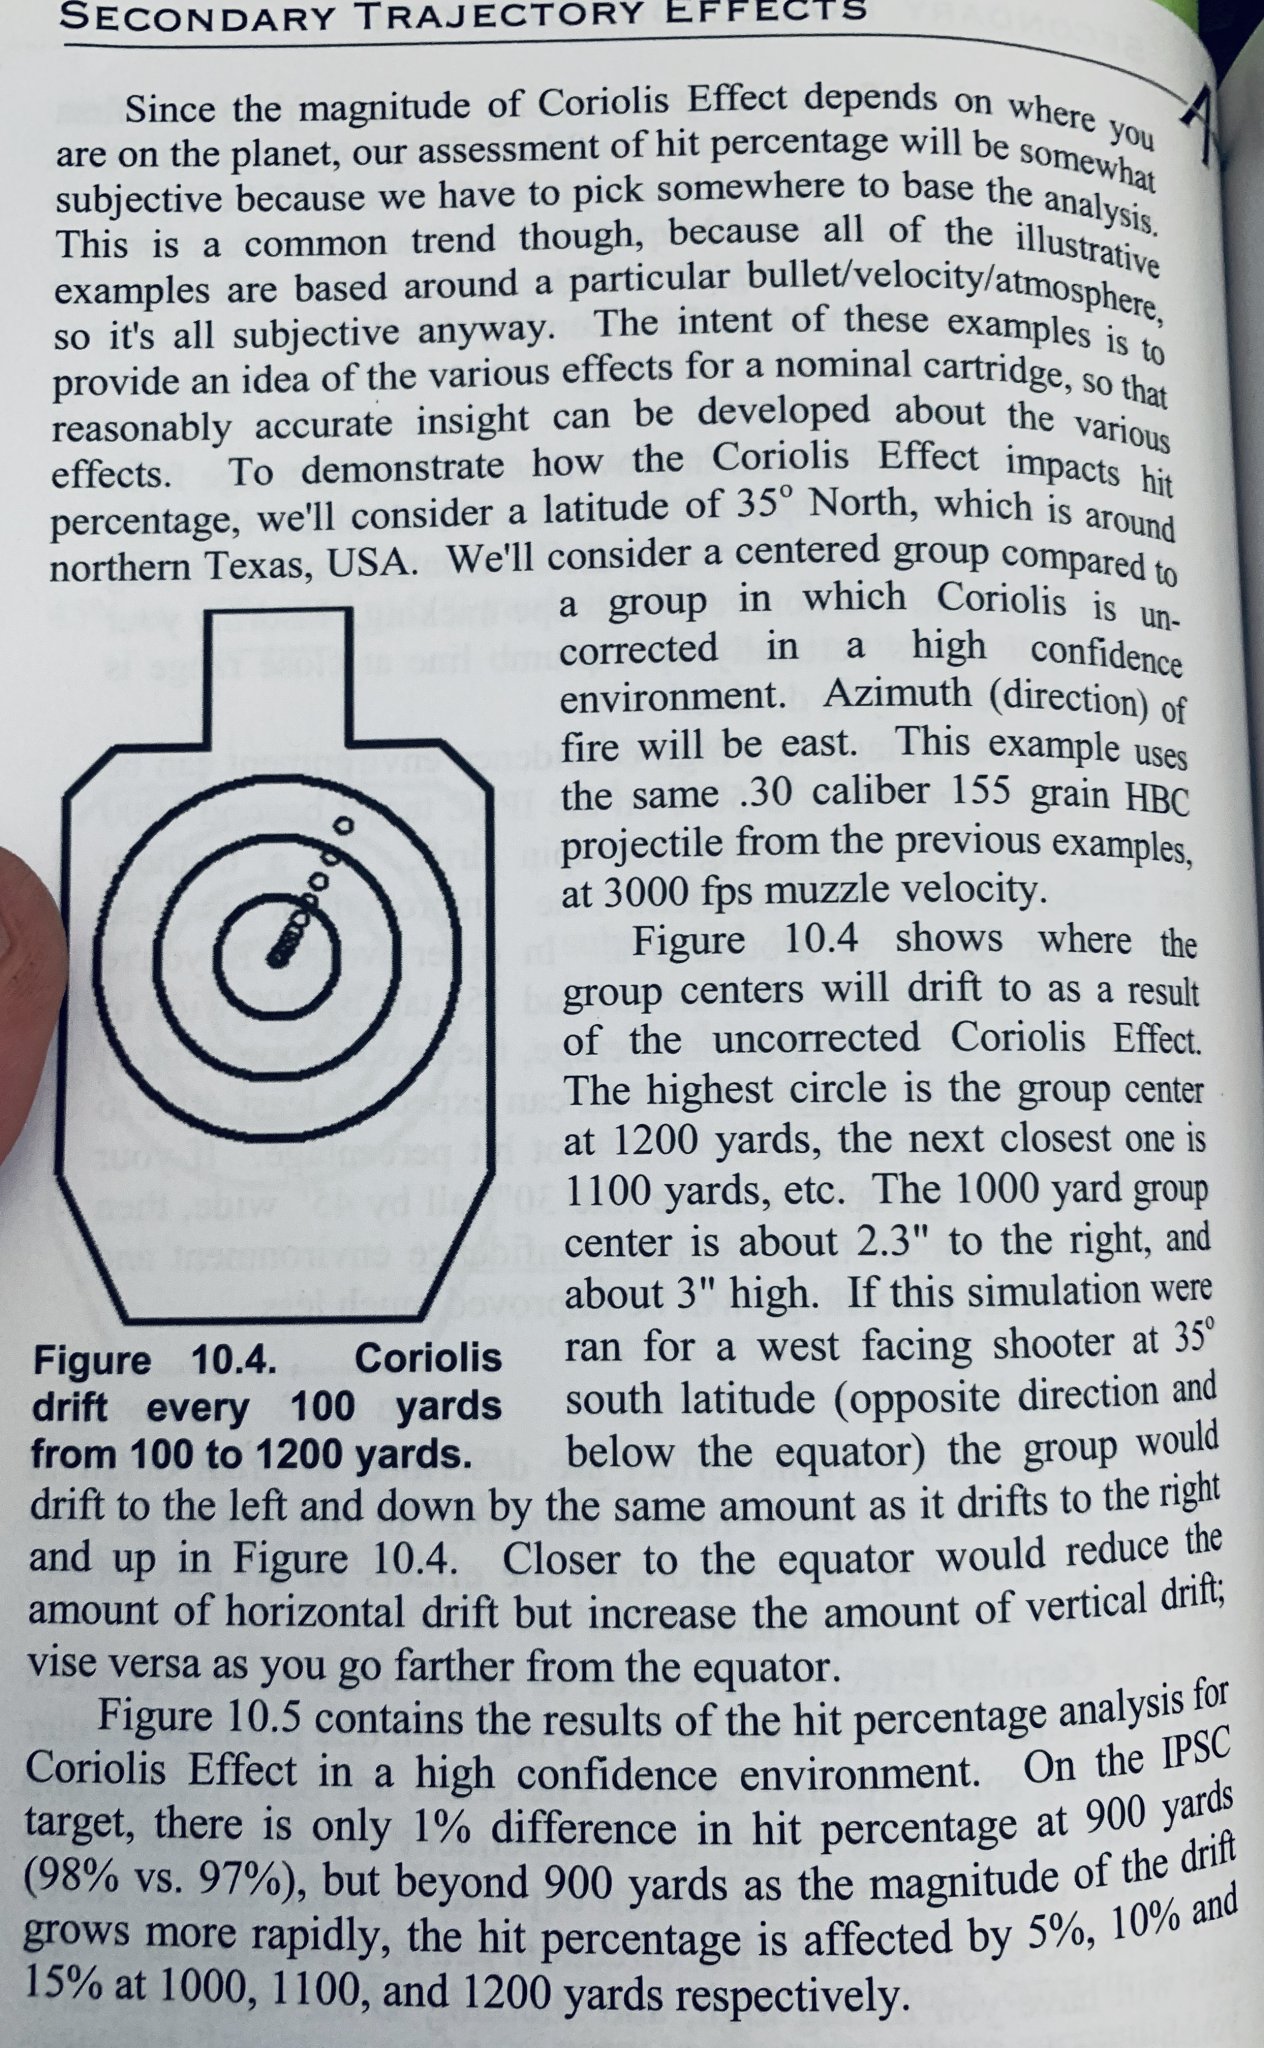 SECONDARY TRAJECTORY EFFECTS
Since the magnitude of Coriolis Effect depends on where you
are on the planet, our assessment of hit percentage will be somewhat
subjective because we have to pick somewhere to base the analysis.
This is a common trend though, because all of the illustrative
examples are based around a particular bullet/velocity/atmosphere,
so it's all subjective anyway. The intent of these examples is to
provide an idea of the various effects for a nominal cartridge, so that
reasonably accurate insight can be developed about the various
effects. To demonstrate how the Coriolis Effect impacts hit
percentage, we'll consider a latitude of 35º North, which is around
northern Texas, USA. We'll consider a centered group compared to
a group in which Coriolis is un-
corrected in a high confidence
environment. Azimuth (direction) of
fire will be east. This example uses
the same .30 caliber 155 grain HBC
projectile from the previous examples,
at 3000 fps muzzle velocity.
Figure 10.4 shows where the
group centers will drift to as a result
of the uncorrected Coriolis Effect.
The highest circle is the group center
at 1200 yards, the next closest one is
1100 yards, etc. The 1000 yard group
center is about 2.3" to the right, and
about 3" high. If this simulation were
ran for a west facing shooter at 35º
south latitude (opposite direction and
below the equator) the group would
Figure 10.4. Coriolis
drift every 100 yards
from 100 to 1200 yards.
drift to the left and down by the same amount as it drifts to the right
and up in Figure 10.4. Closer to the equator would reduce the
amount of horizontal drift but increase the amount of vertical drift;
vise versa as you go farther from the equator.
Figure 10.5 contains the results of the hit percentage analysis for
Coriolis Effect in a high confidence environment. On the IPSC
target, there is only 1% difference in hit percentage at 900 yards
(98% vs. 97%), but beyond 900 yards as the magnitude of the drift
grows more rapidly, the hit percentage is affected by 5%, 10% and
15% at 1000, 1100, and 1200 yards respectively.